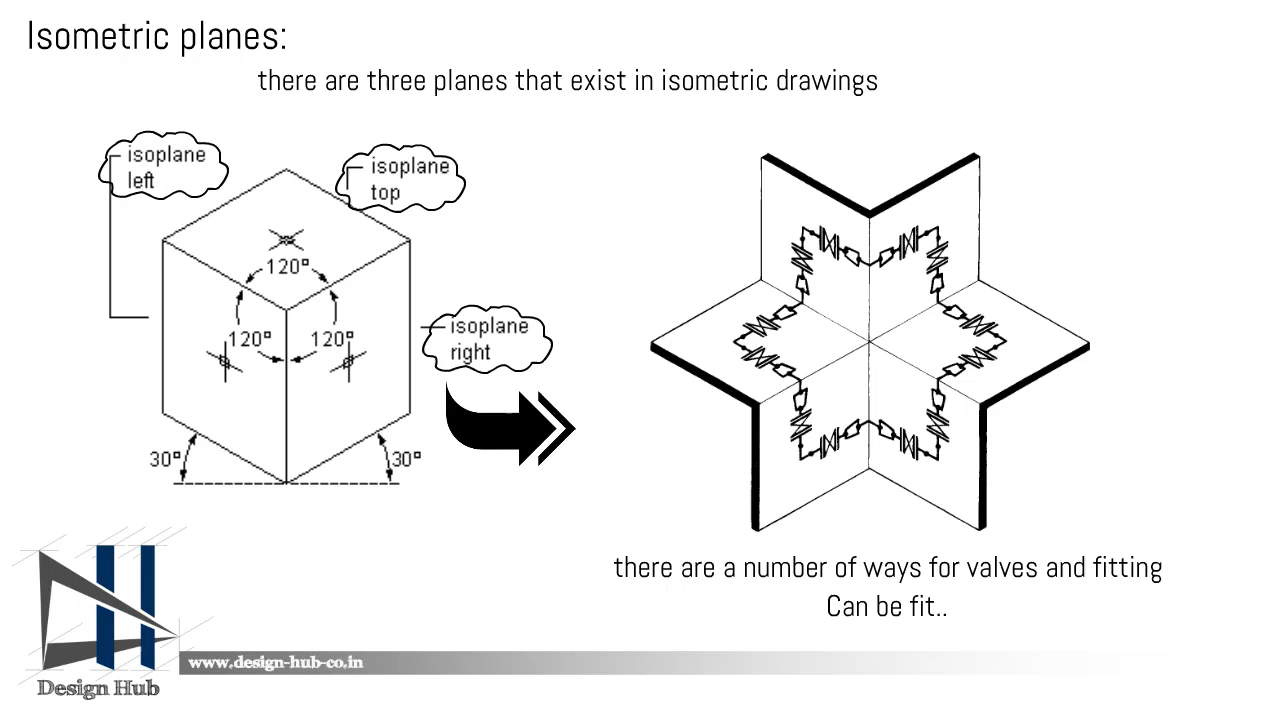 Isometric planes:
there are three planes that exist in isometric drawings
isoplane
left
isoplane
top
120°
120°
120°
isoplane
right
30°
30°
there are a number of ways for valves and fitting
Can be fit..
www.design-hub-co.in
Design Hub